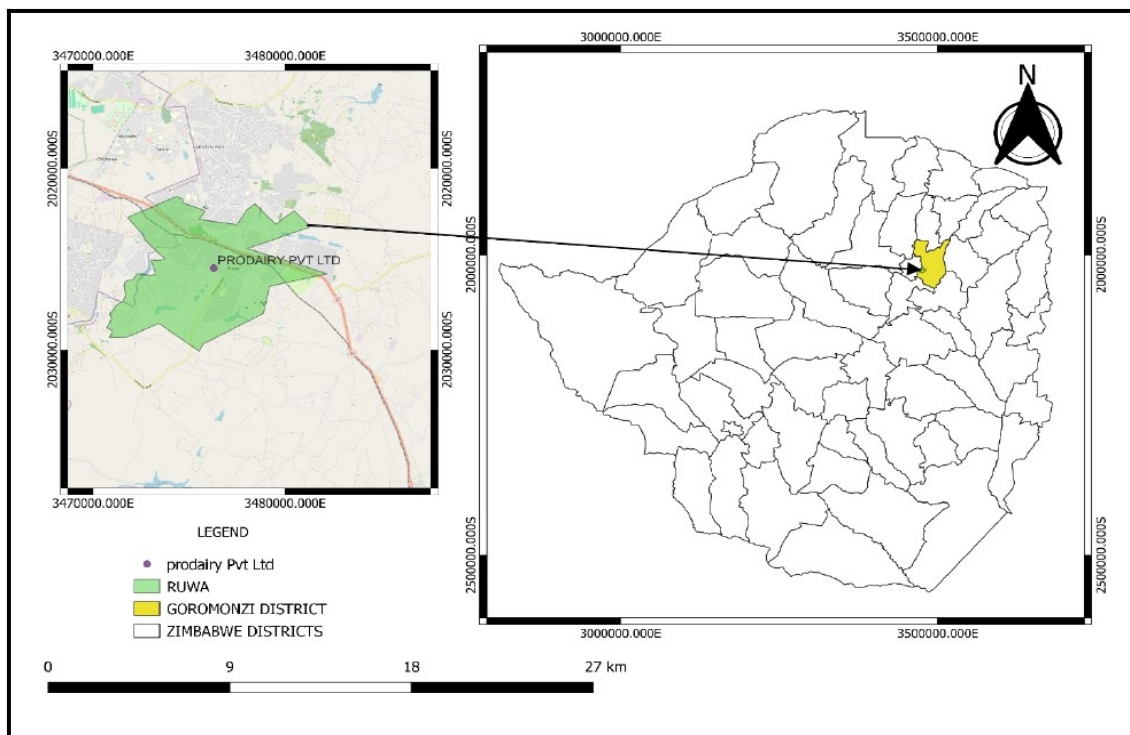 3470000.000E 3480000.000E
3000000.000E 3500000.000E
N
2020000.000S 2020000.000S
2000000.000S 2000000.000S
PRODAIRY PVT LTD
2030000.000S 2030000.000S
3470000.000E 3480000.000E
LEGEND
prodairy Pvt Ltd
RUWA
GOROMONZI DISTRICT
ZIMBABWE DISTRICTS
2500000.000S 2500000.000S
3000000.000E 3500000.000E
0 9 18 27 km